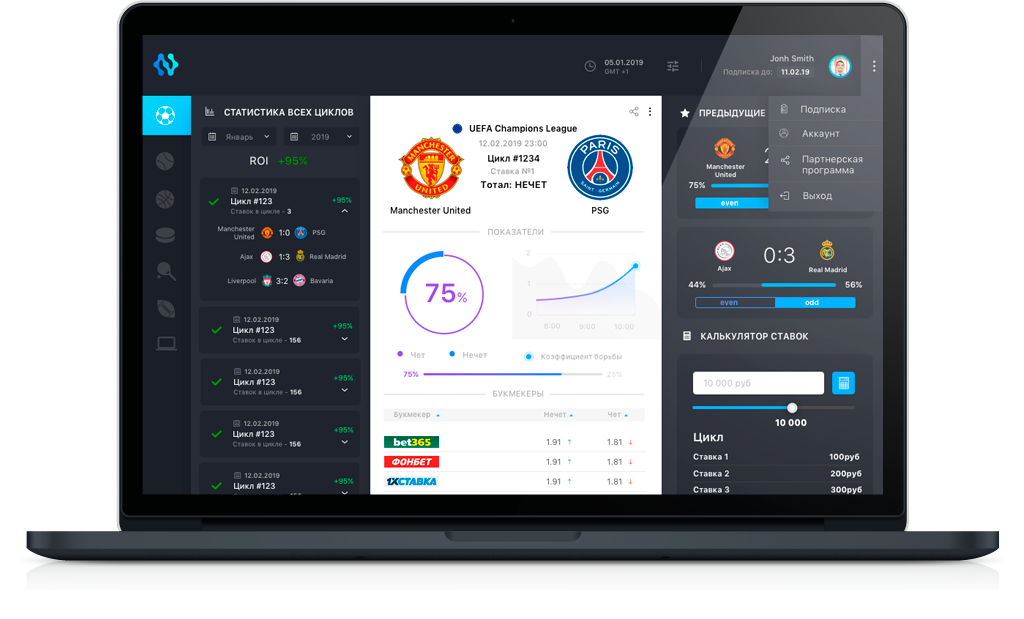 05.01.2019
GMT +1
Jonh Smith
Подписка до: 11.02.19
Подписка
Аккаунт
Партнерская
программа
Выход
СТАТИСТИКА ВСЕХ ЦИКЛОВ
Январь
2019
ROI +95%
12.02.2019
Цикл #123
+95%
Ставок в цикле - 3
Manchester
United
1:0
PSG
Ajax
1:3
Real Madrid
Liverpool
3:2
Bavaria
12.02.2019
Цикл #123
+95%
Ставок в цикле - 156
12.02.2019
Цикл #123
+95%
Ставок в цикле - 156
12.02.2019
Цикл #123
+95%
Ставок в цикле - 156
12.02.2019
Цикл #123
+95%
UEFA Champions League
12.02.2019 23:00
Цикл #1234
Ставка №1
Тотал: НЕЧЕТ
MANCHESTER
UNITED
PARIS
SAINT-GERMAIN
Manchester United
PSG
ПОКАЗАТЕЛИ
75%
2
1
0
8:00
9:00
10:00
Чет
Нечет
Коэффициент борьбы
75%
25%
БУКМЕКЕРЫ
Букмекер
Нечет
Чет
bet365
1.91
1.81
ФОНБЕТ
1.91
1.81
1XСТАВКА
1.91
1.81
ПРЕДЫДУЩИЕ
Manchester
United
75%
even
Ajax
0:3
Real Madrid
44%
56%
even
odd
КАЛЬКУЛЯТОР СТАВОК
10 000 руб
10 000
Цикл
Ставка 1
100руб
Ставка 2
200руб
Ставка 3
300руб